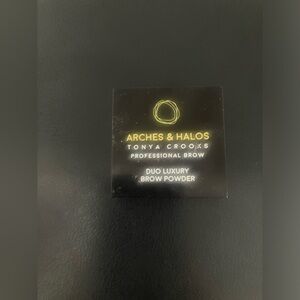 ARCHES & HALOS
TONYA CROOKS
PROFESSIONAL BROW
DUO LUXURY
BROW POWDER